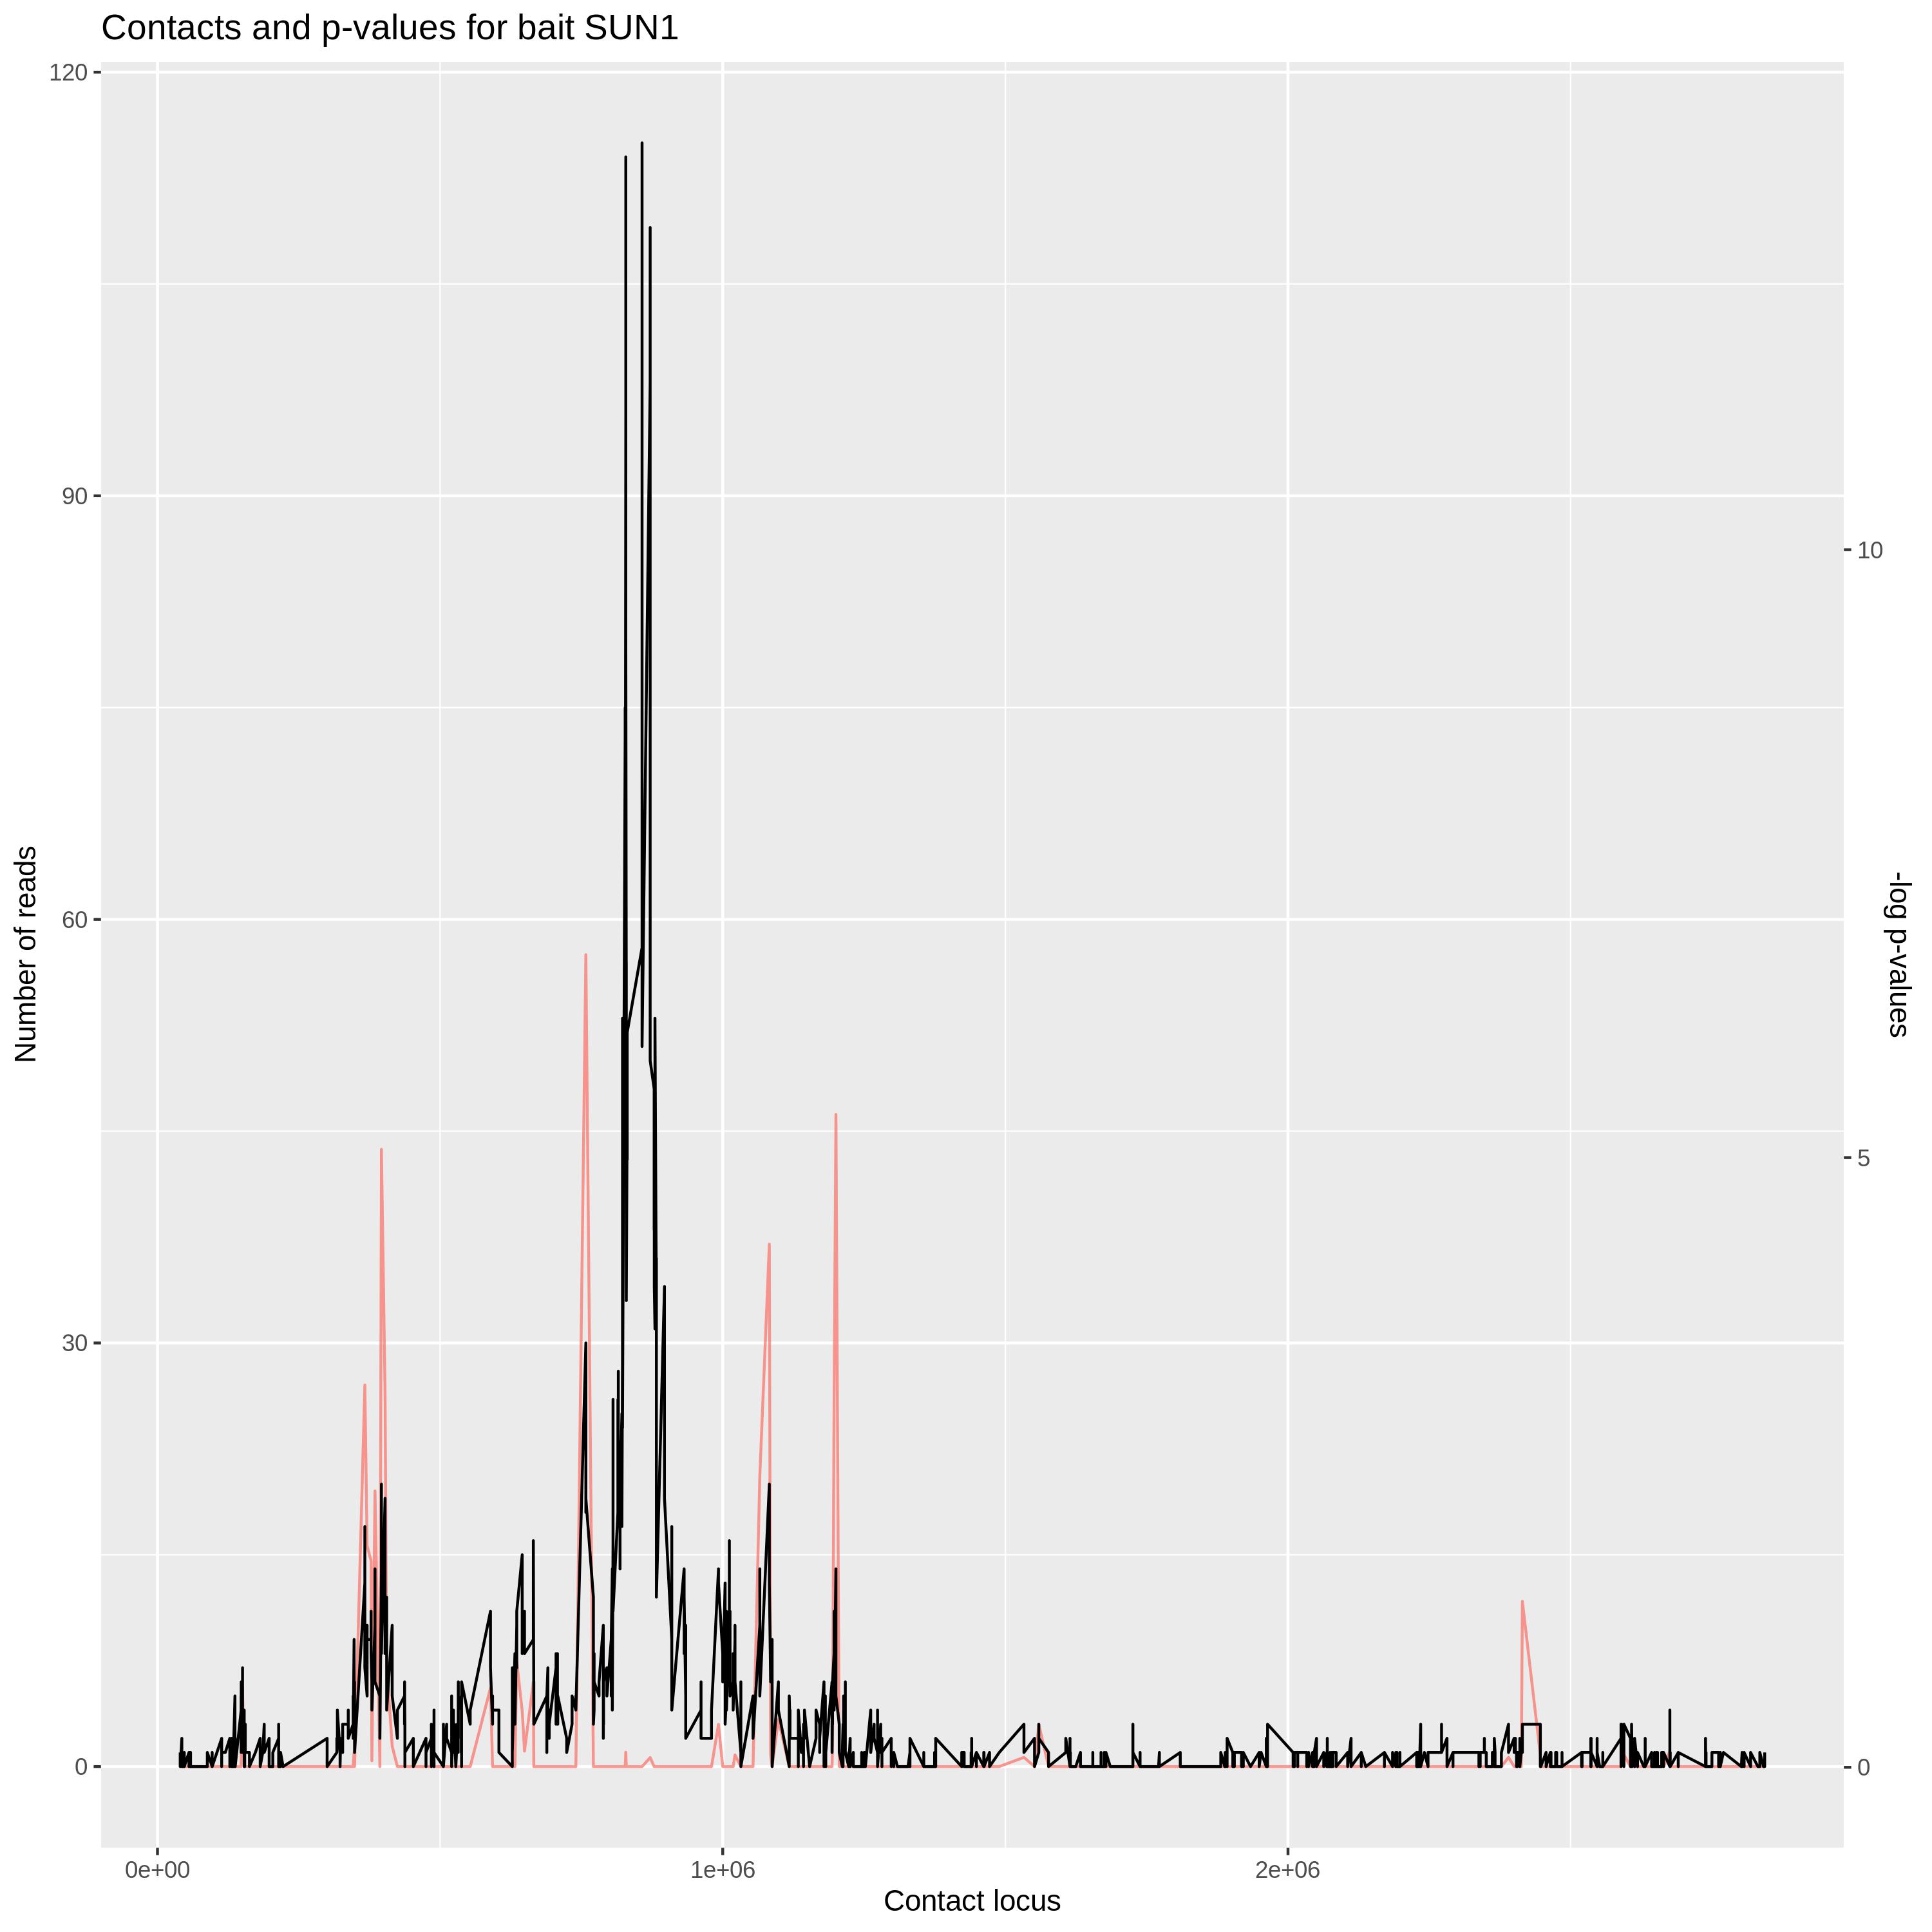 Contacts and p-values for bait SUN1
120
90
60
30
0
Number of reads
10
5
0
-log p-values
0e+00
1e+06
2e+06
Contact locus